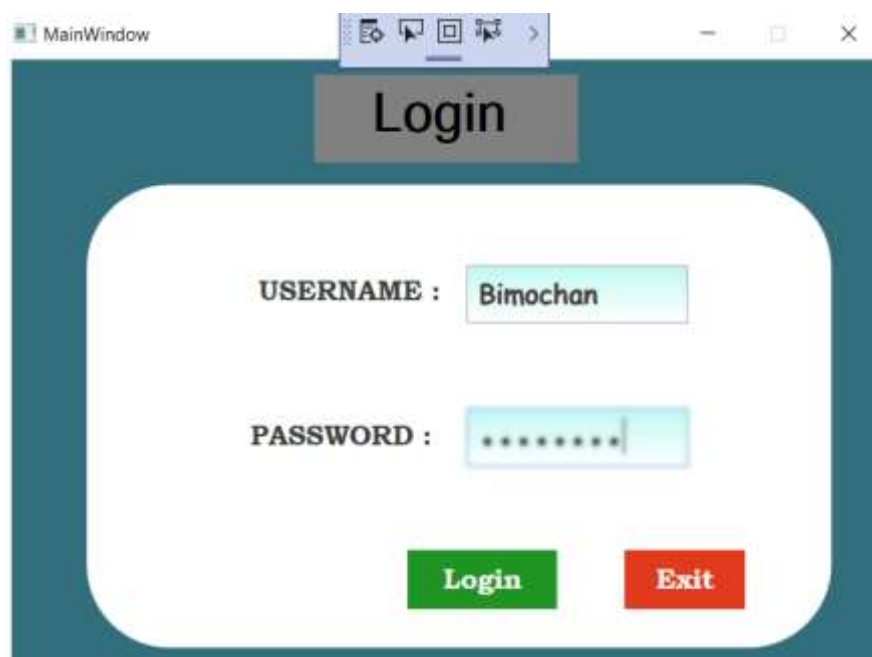 MainWindow
Login
USERNAME :
Bimochan
PASSWORD :
••••••••
Login
Exit